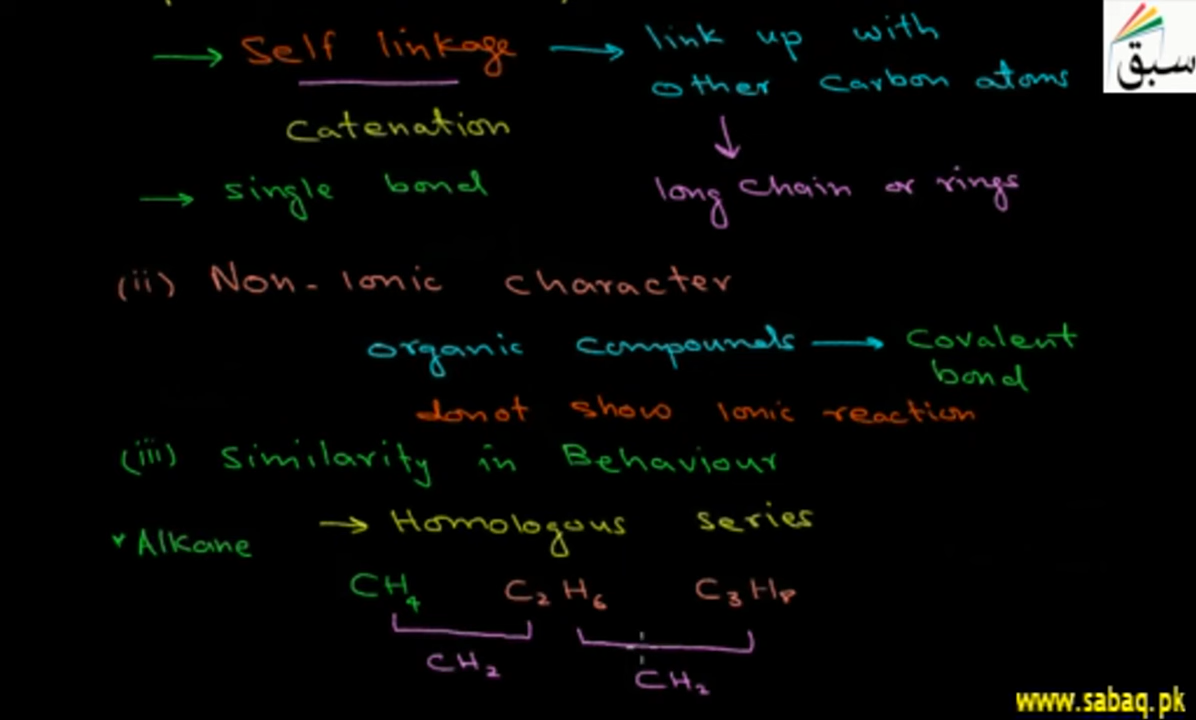 → Self linkage → link up with
other Carbon atoms
Catenation ↓
→ single bond long chain or rings
(ii) Non-Ionic character
organic compounds → Covalent
bond
donot show Ionic reaction
(iii) Similarity in Behaviour
→ Homologous series
* Alkane
CH₄ C₂H₆ C₃H₈
CH₂ CH₂
سبق
www.sabaq.pk